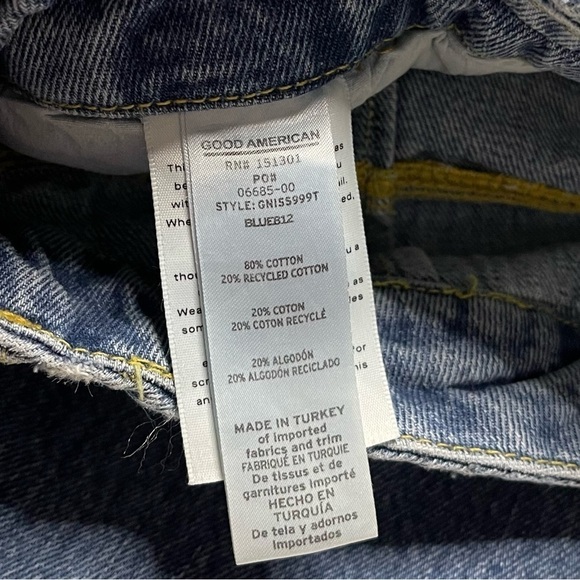 GOOD AMERICAN
RN# 151301
PO#
06685-00
STYLE: GNIS5999T
BLUE812
80% COTTON
20% RECYCLED COTTON
20% COTON
20% COTON RECYCLÉ
20% ALGODÓN
20% ALGODÓN RECICLADO
MADE IN TURKEY
of imported
fabrics and trim
FABRIQUÉ EN TURQUIE
De tissus et de
garnitures importé
HECHO EN
TURQUÍA
De tela y adornos
importados